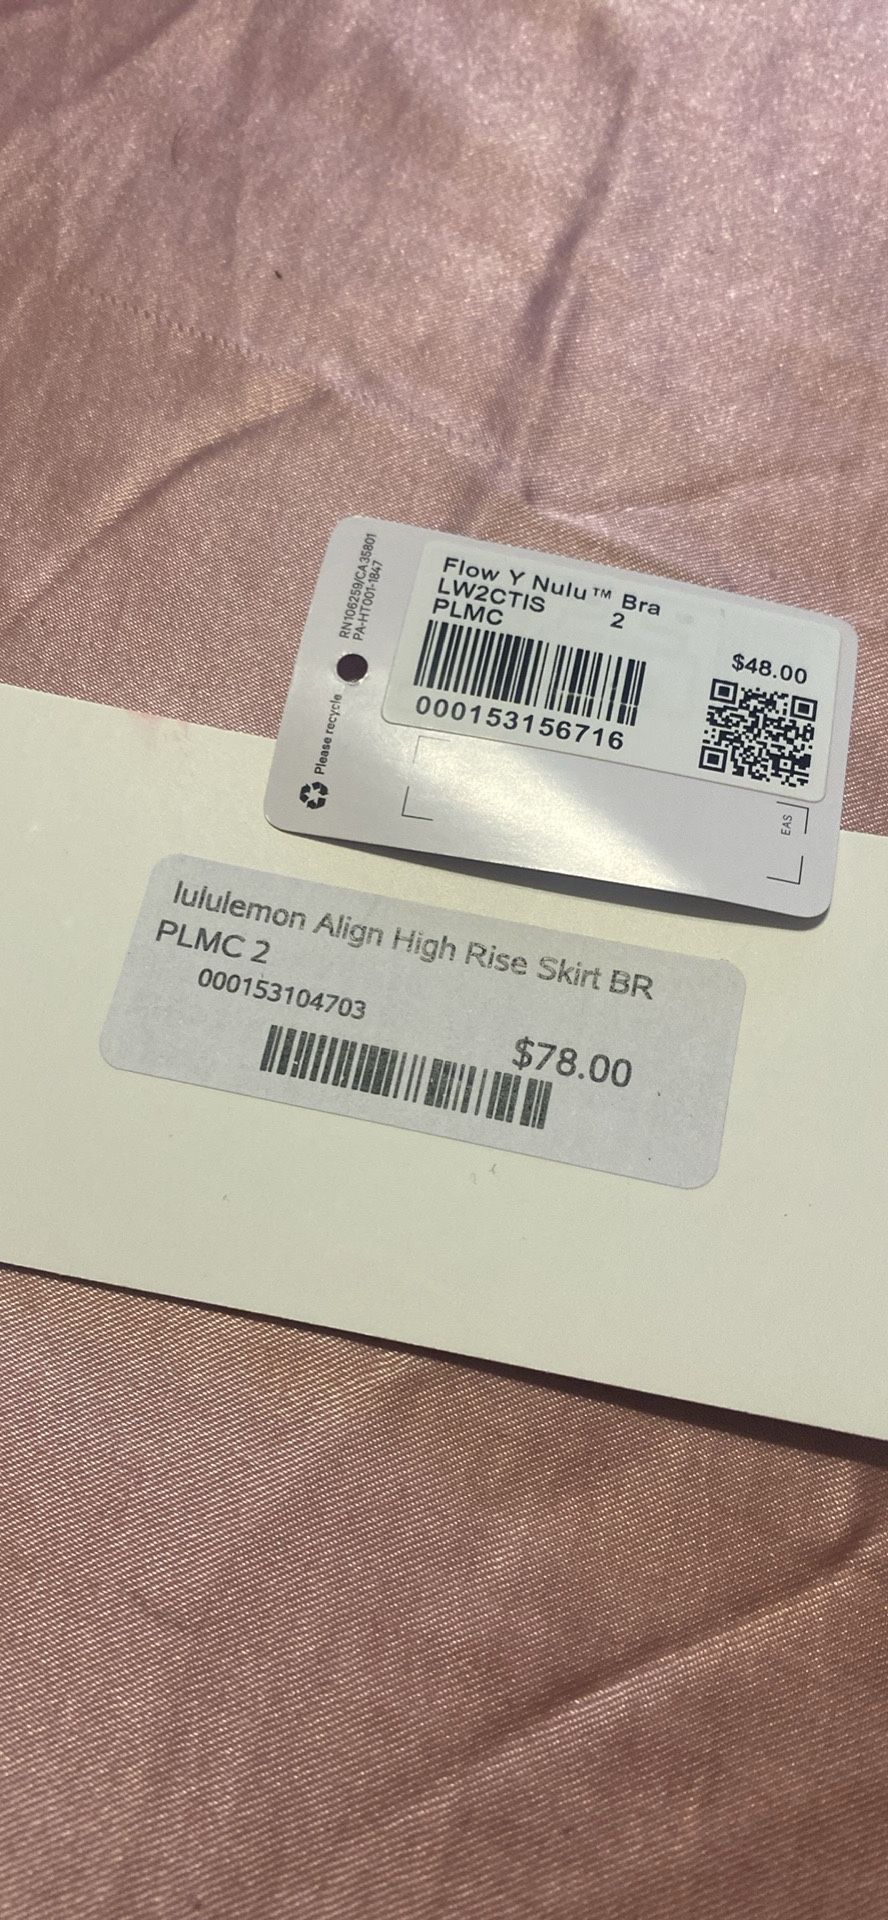 RN106259/CA35801
PA-HT001-1847
Please recycle
Flow Y Nulu™ Bra
LW2CTIS 2
PLMC
$48.00
000153156716
EAS
lululemon Align High Rise Skirt BR
PLMC 2
000153104703
$78.00